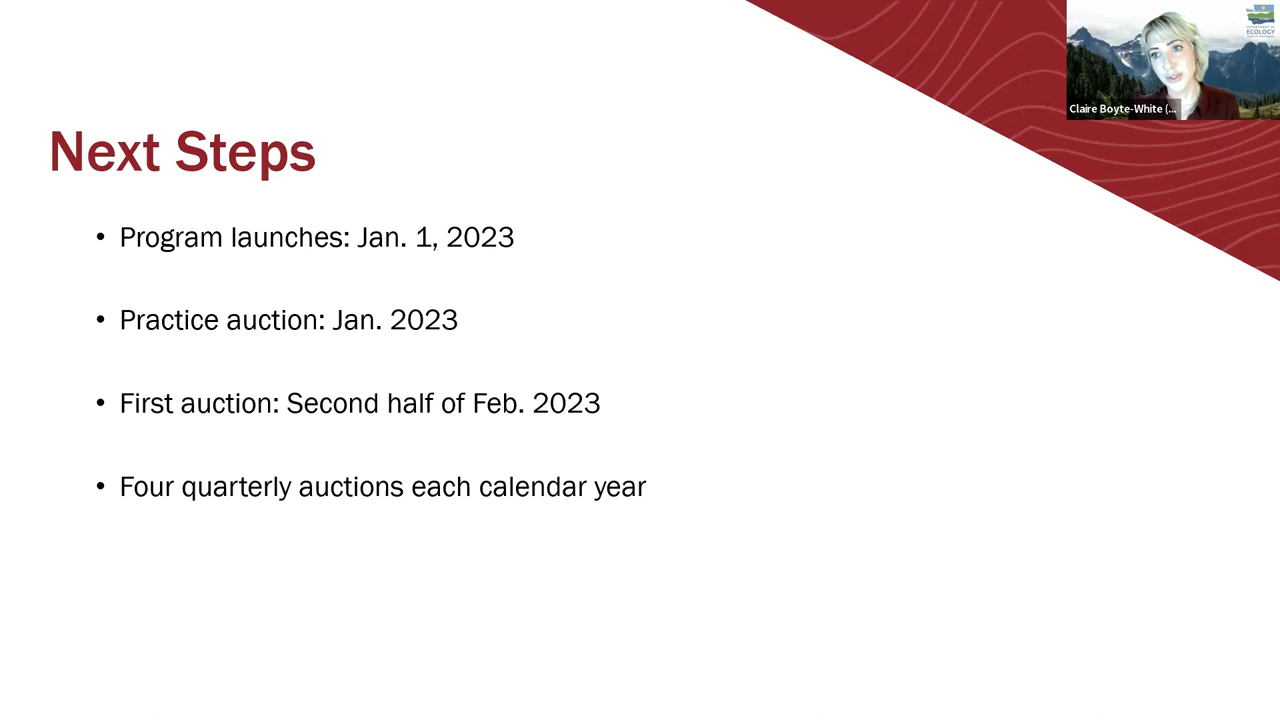 ECOLOGY
Claire Boyte-White (...
Next Steps
• Program launches: Jan. 1, 2023
• Practice auction: Jan. 2023
• First auction: Second half of Feb. 2023
• Four quarterly auctions each calendar year